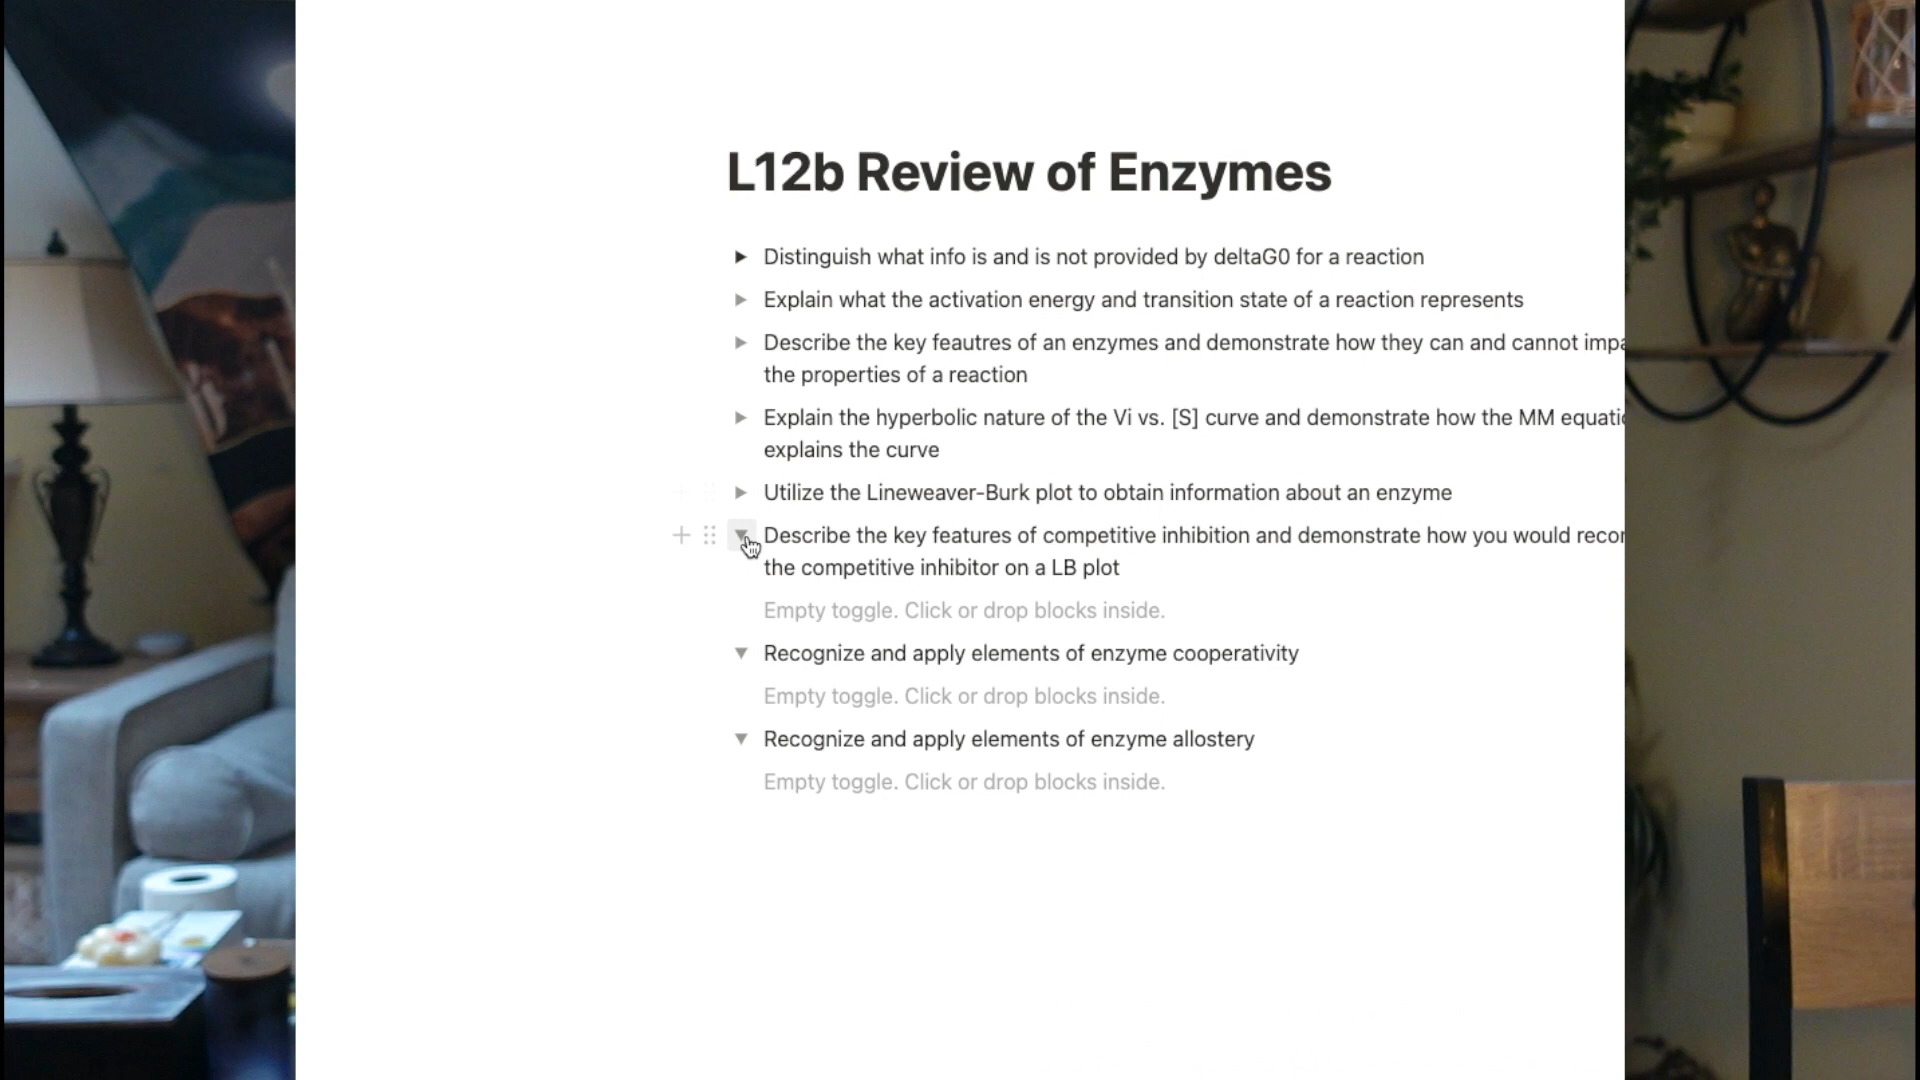 L12b Review of Enzymes
Distinguish what info is and is not provided by deltaG0 for a reaction
Explain what the activation energy and transition state of a reaction represents
Describe the key feautres of an enzymes and demonstrate how they can and cannot impa
the properties of a reaction
Explain the hyperbolic nature of the Vi vs. [S] curve and demonstrate how the MM equati
explains the curve
Utilize the Lineweaver-Burk plot to obtain information about an enzyme
Describe the key features of competitive inhibition and demonstrate how you would recor
the competitive inhibitor on a LB plot
Empty toggle. Click or drop blocks inside.
Recognize and apply elements of enzyme cooperativity
Empty toggle. Click or drop blocks inside.
Recognize and apply elements of enzyme allostery
Empty toggle. Click or drop blocks inside.